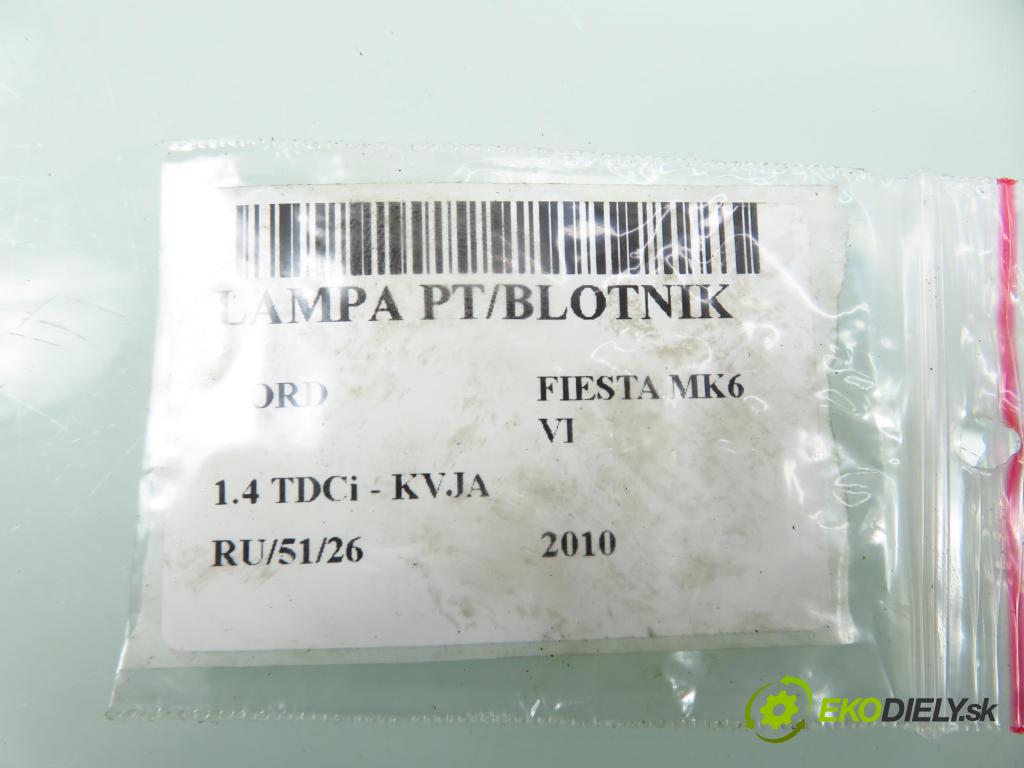 LAMPA PT/BLOTNIK
ORD FIESTA MK6
VI
1.4 TDCi - KVJA
RU/51/26 2010
EKODIELY.sk